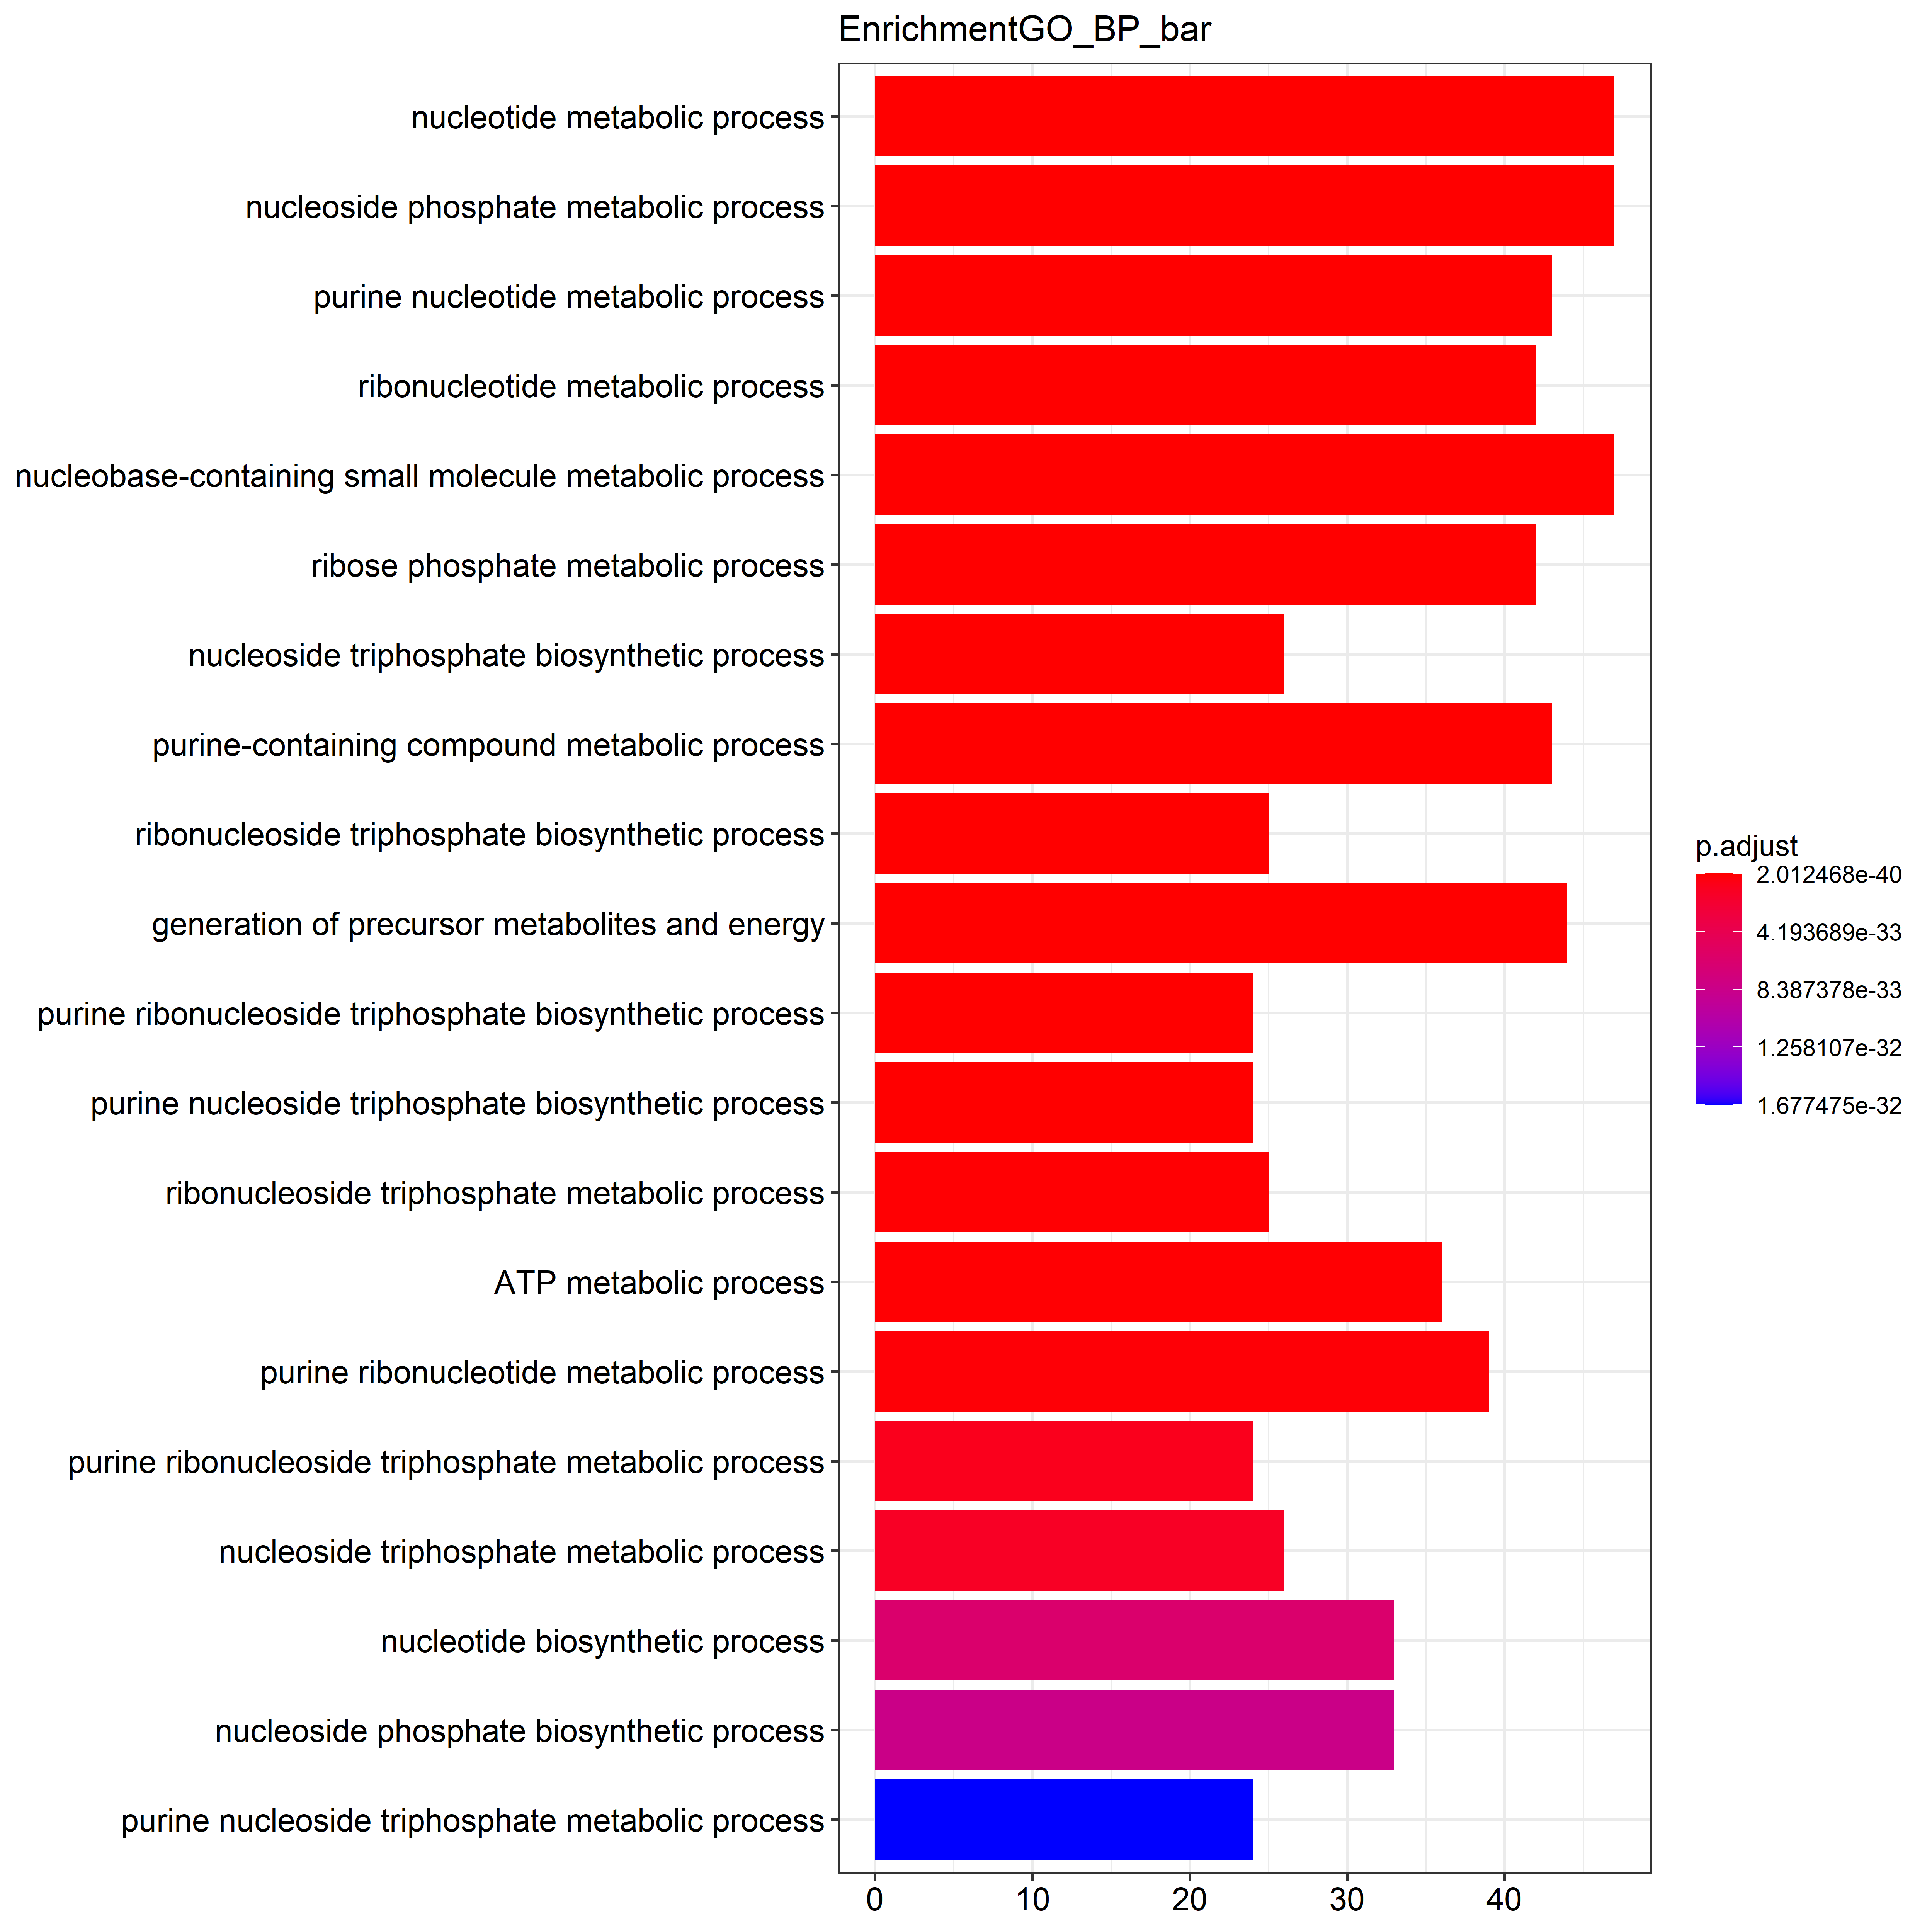 EnrichmentGO_BP_bar
nucleotide metabolic process
nucleoside phosphate metabolic process
purine nucleotide metabolic process
ribonucleotide metabolic process
nucleobase-containing small molecule metabolic process
ribose phosphate metabolic process
nucleoside triphosphate biosynthetic process
purine-containing compound metabolic process
ribonucleoside triphosphate biosynthetic process
generation of precursor metabolites and energy
purine ribonucleoside triphosphate biosynthetic process
purine nucleoside triphosphate biosynthetic process
ribonucleoside triphosphate metabolic process
ATP metabolic process
purine ribonucleotide metabolic process
purine ribonucleoside triphosphate metabolic process
nucleoside triphosphate metabolic process
nucleotide biosynthetic process
nucleoside phosphate biosynthetic process
purine nucleoside triphosphate metabolic process
0 10 20 30 40
p.adjust
2.012468e-40
4.193689e-33
8.387378e-33
1.258107e-32
1.677475e-32